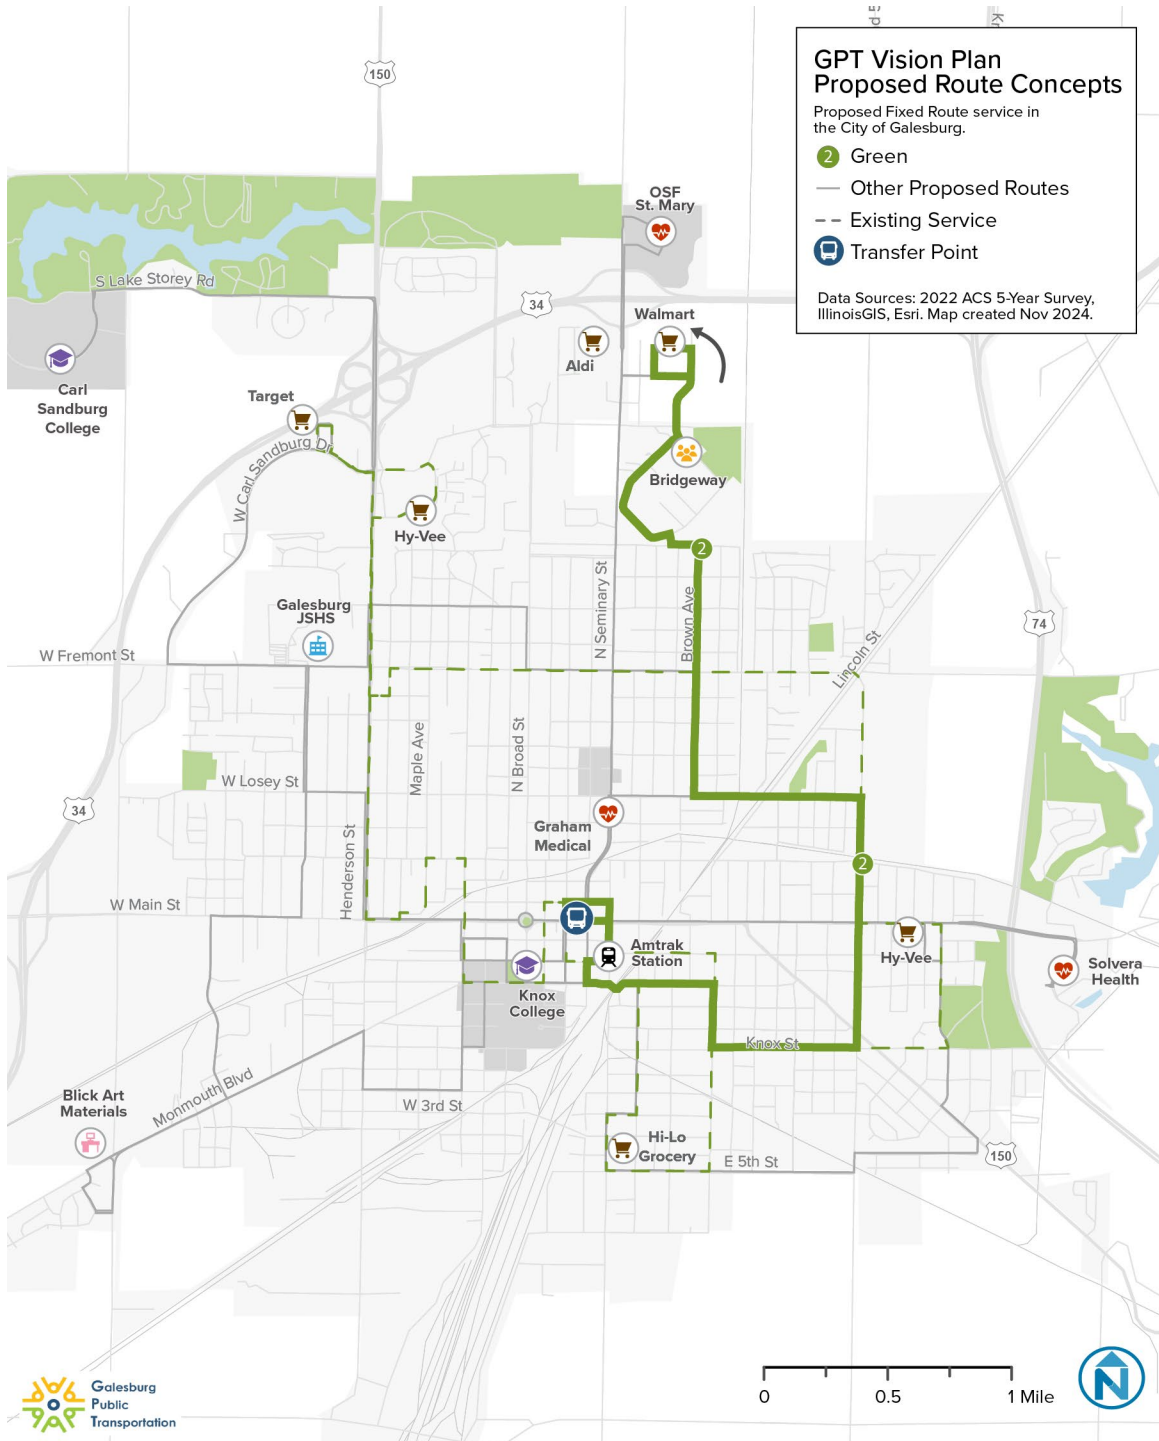 G P
Kr
GPT Vision Plan
Proposed Route Concepts
Proposed Fixed Route service in
the City of Galesburg.
2 Green
Other Proposed Routes
Existing Service
Transfer Point
Data Sources: 2022 ACS 5-Year Survey,
IllinoisGIS, Esri. Map created Nov 2024.
150
OSF
St. Mary
S Lake Storey Rd
34
Walmart
Aldi
Carl
Sandburg
College
Target
W Carl Sandburg Dr
Bridgeway
Hy-Vee
2
N Seminary St
Brown Ave
Galesburg
JSHS
74
W Fremont St
Lincoln St
Maple Ave
N Broad St
W Losey St
34
Graham
Medical
Henderson St
2
W Main St
Amtrak
Station
Hy-Vee
Solvera
Health
Knox
College
Knox St
Blick Art
Materials
Monmouth Blvd
W 3rd St
Hi-Lo
Grocery
E 5th St
150
Galesburg
Public
Transportation
0 0.5 1 Mile
N